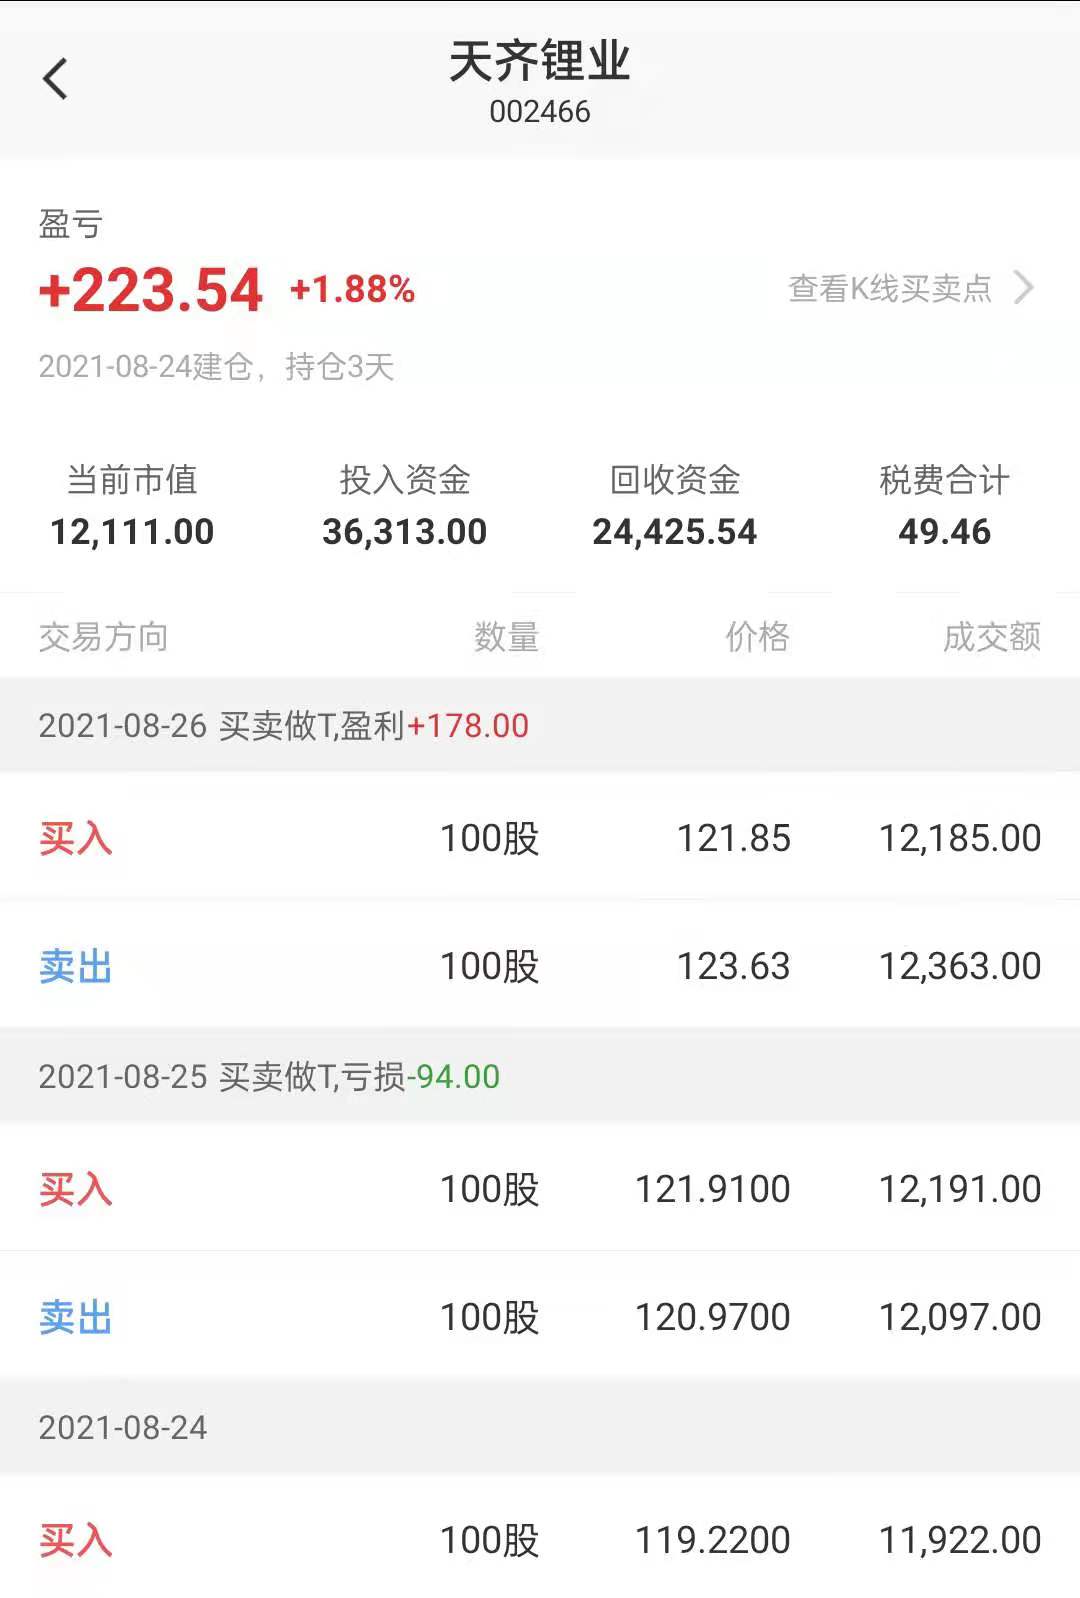 天齐锂业
002466
盈亏
+223.54 +1.88% 查看K线买卖点
2021-08-24建仓，持仓3天
当前市值 投入资金 回收资金 税费合计
12,111.00 36,313.00 24,425.54 49.46
交易方向 数量 价格 成交额
2021-08-26 买卖做T,盈利+178.00
买入 100股 121.85 12,185.00
卖出 100股 123.63 12,363.00
2021-08-25 买卖做T,亏损-94.00
买入 100股 121.9100 12,191.00
卖出 100股 120.9700 12,097.00
2021-08-24
买入 100股 119.2200 11,922.00